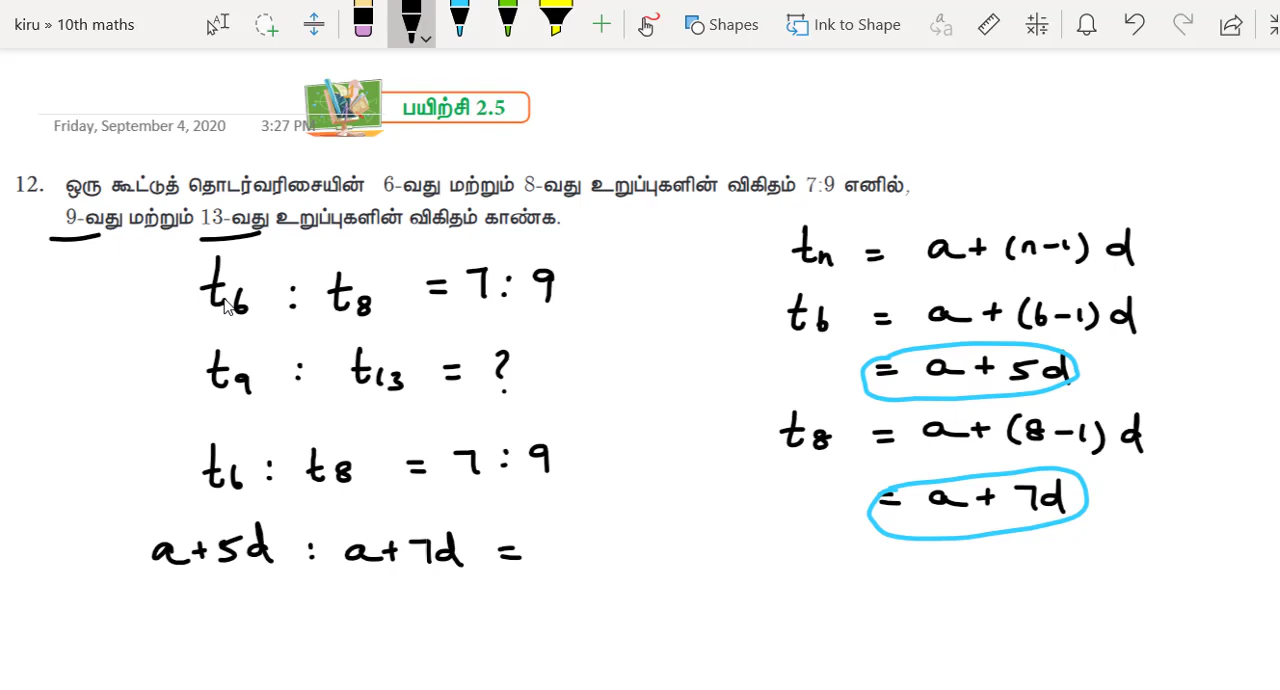 kiru » 10th maths
Shapes
Ink to Shape
பயிற்சி 2.5
Friday, September 4, 2020 3:27 PM
12. ஒரு கூட்டுத் தொடர்வரிசையின் 6-வது மற்றும் 8-வது உறுப்புகளின் விகிதம் 7:9 எனில்,
9-வது மற்றும் 13-வது உறுப்புகளின் விகிதம் காண்க.
t6 : t8 = 7 : 9
t9 : t13 = ?
t6 : t8 = 7 : 9
a+5d : a+7d =
tn = a+(n-1)d
t6 = a+(6-1)d
= a+5d
t8 = a+(8-1)d
= a+7d